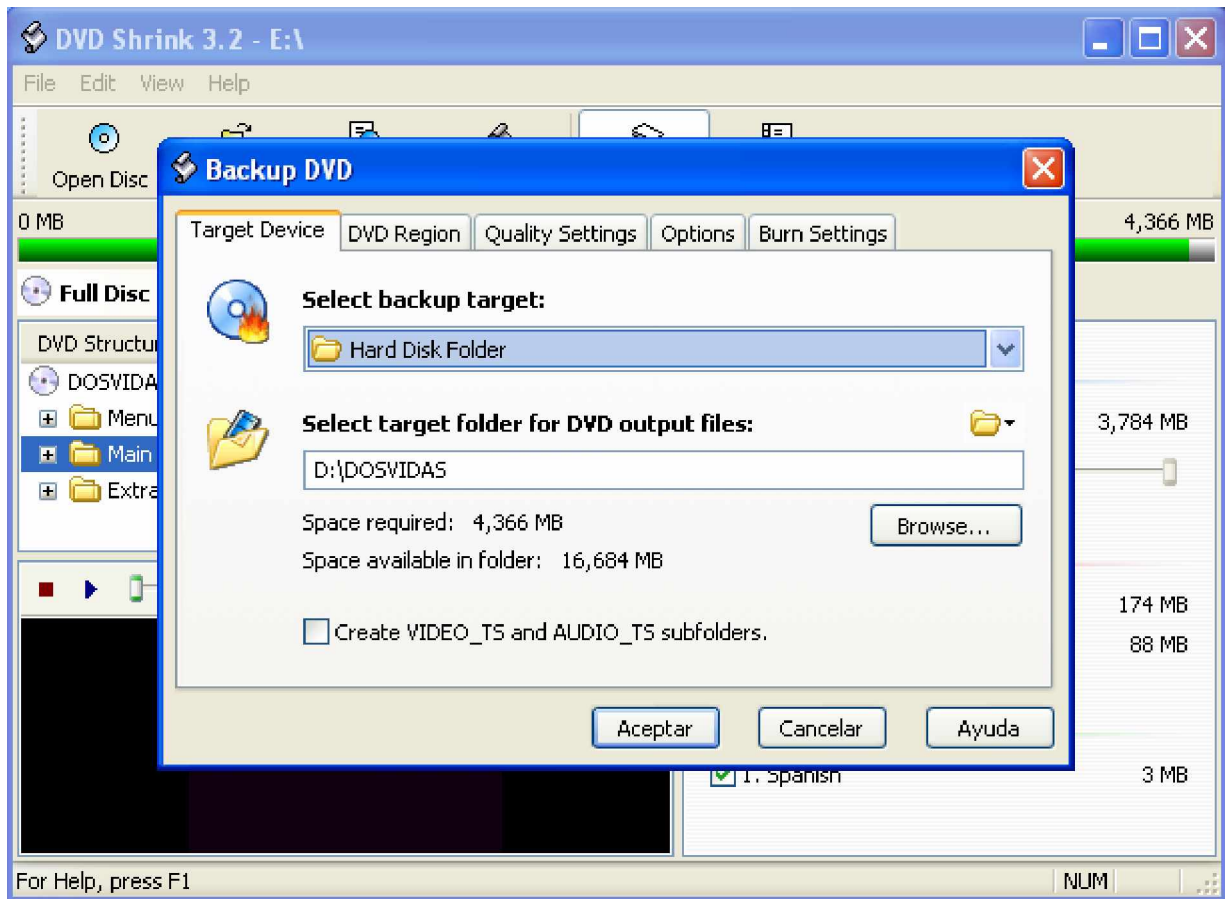 DVD Shrink 3.2 - E:\
File Edit View Help
Open Disc
Backup DVD
0 MB
4,366 MB
Target Device DVD Region Quality Settings Options Burn Settings
Full Disc
Select backup target:
Hard Disk Folder
DVD
DOSVIDA
Menu
Select target folder for DVD output files:
3,784 MB
Main
D:\DOSVIDAS
Extra
Space required: 4,366 MB
Browse...
Space available in folder: 16,684 MB
174 MB
Create VIDEO_TS and AUDIO_TS subfolders.
88 MB
Aceptar Cancelar Ayuda
1. Spanish
3 MB
For Help, press F1
NUM